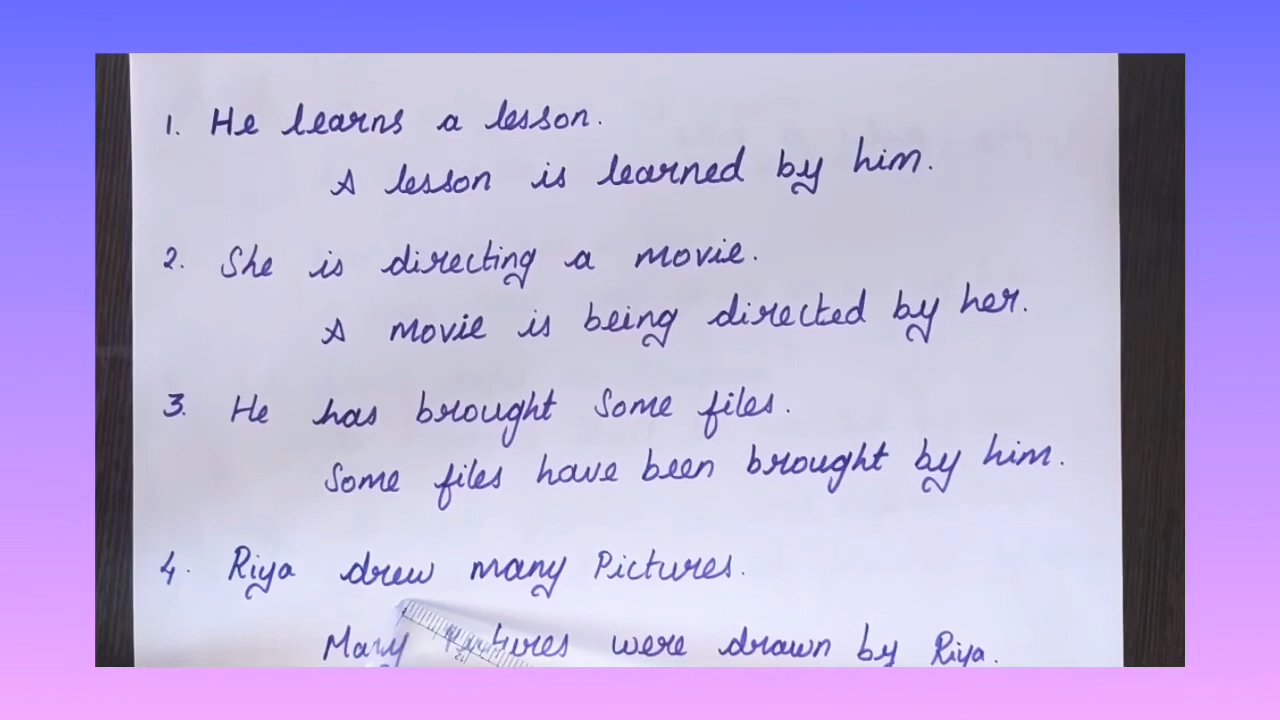 1. He learns a lesson.
A lesson is learned by him.
2. She is directing a movie.
A movie is being directed by her.
3. He has brought Some files.
Some files have been brought by him.
4. Riya drew many Pictures.
Many were drawn by Riya.